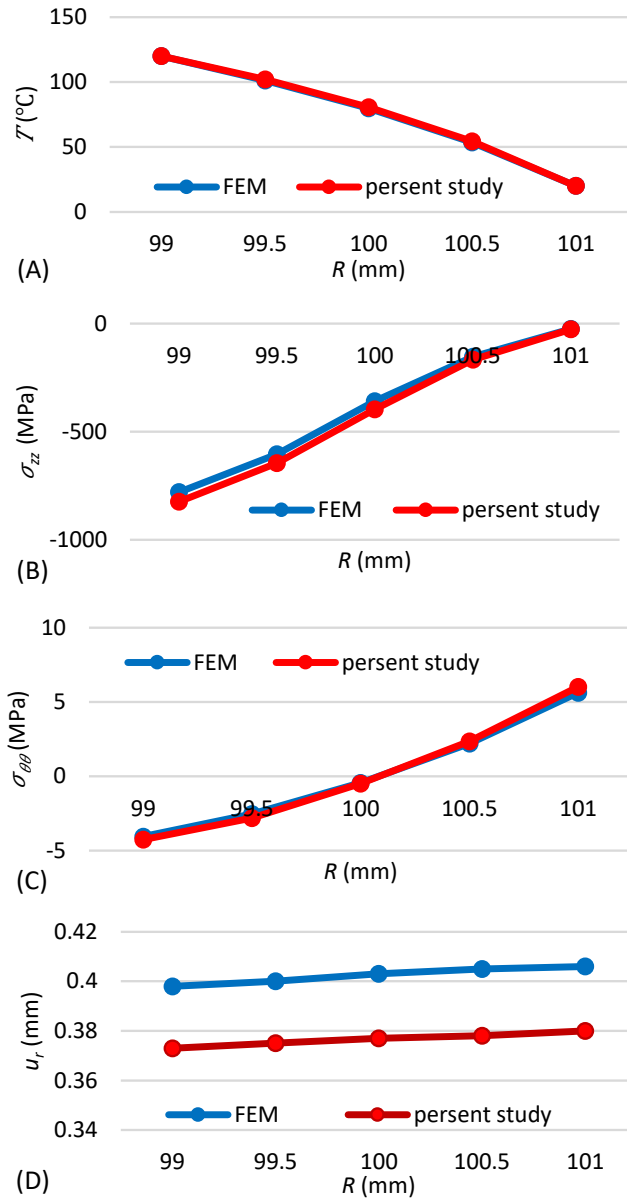 150
100
50
0
T (°C)
FEM
persent study
99 99.5 100 100.5 101
R (mm)
(A)
0
-500
-1000
σzz (MPa)
99 99.5 100 100.5 101
FEM
persent study
R (mm)
(B)
10
5
0
-5
σθθ (MPa)
FEM
persent study
99 99.5 100 100.5 101
R (mm)
(C)
0.42
0.4
0.38
0.36
0.34
ur (mm)
FEM
persent study
99 99.5 100 100.5 101
R (mm)
(D)